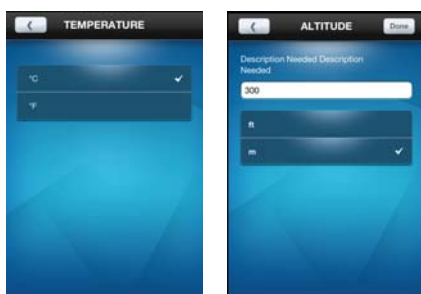 TEMPERATURE
°C
°F
ALTITUDE
Done
Description Needed Description
Needed
300
ft
m